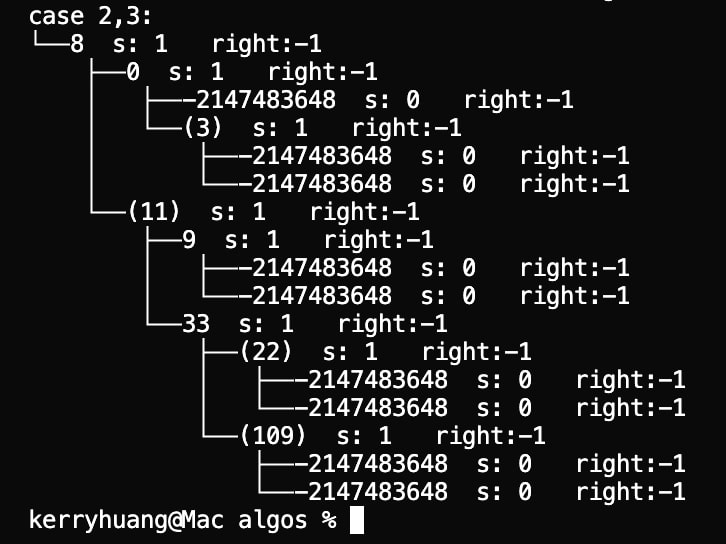 case 2,3:
└──8  s: 1   right:-1
    ├──0  s: 1   right:-1
    │   ├──-2147483648  s: 0   right:-1
    │   └──(3)  s: 1   right:-1
    │       ├──-2147483648  s: 0   right:-1
    │       └──-2147483648  s: 0   right:-1
    └──(11)  s: 1   right:-1
        ├──9  s: 1   right:-1
        │   ├──-2147483648  s: 0   right:-1
        │   └──-2147483648  s: 0   right:-1
        └──33  s: 1   right:-1
            ├──(22)  s: 1   right:-1
            │   ├──-2147483648  s: 0   right:-1
            │   └──-2147483648  s: 0   right:-1
            └──(109)  s: 1   right:-1
                ├──-2147483648  s: 0   right:-1
                └──-2147483648  s: 0   right:-1
kerryhuang@Mac algos %